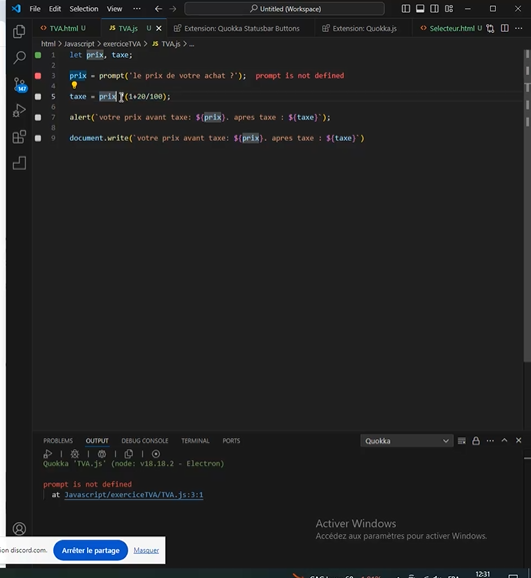 File Edit Selection View ··· Untitled (Workspace)
TVA.html U JS TVA.js U Extension: Quokka Statusbar Buttons Extension: Quokka.js Selecteur.html U
html > Javascript > exerciceTVA > JS TVA.js > ...
147
1 let prix, taxe;
2
3 prix = prompt('le prix de votre achat ?'); prompt is not defined
4
5 taxe = prix *(1+20/100);
6
7 alert(`votre prix avant taxe: ${prix}. apres taxe : ${taxe}`);
8
9 document.write(`votre prix avant taxe: ${prix}. apres taxe : ${taxe}`)
PROBLEMS OUTPUT DEBUG CONSOLE TERMINAL PORTS Quokka
Quokka 'TVA.js' (node: v18.18.2 - Electron)
prompt is not defined
at Javascript/exerciceTVA/TVA.js:3:1
Activer Windows
Accédez aux paramètres pour activer Windows.
discord.com. Arrêter le partage Masquer
12:31